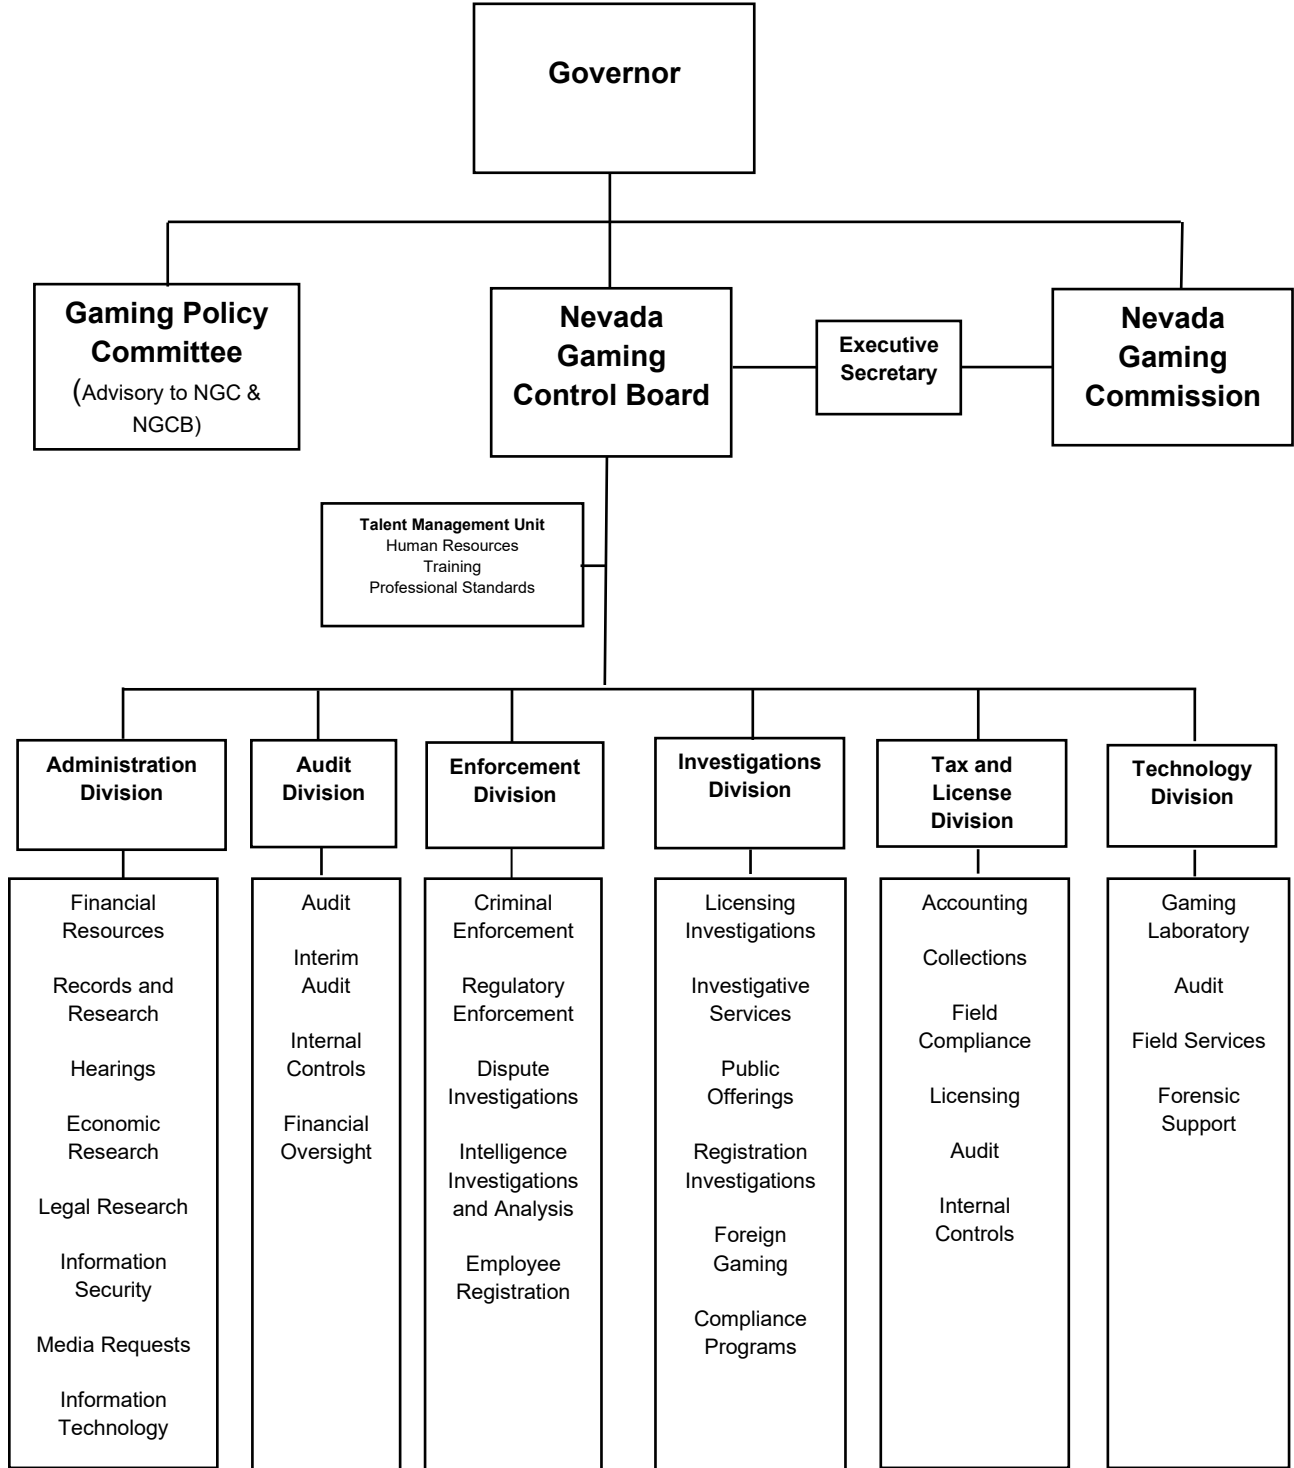 Governor
Gaming Policy
Committee
(Advisory to NGC &
NGCB)
Nevada
Gaming
Control Board
Executive
Secretary
Nevada
Gaming
Commission
Talent Management Unit
Human Resources
Training
Professional Standards
Administration
Division
Audit
Division
Enforcement
Division
Investigations
Division
Tax and
License
Division
Technology
Division
Financial
Resources
Records and
Research
Hearings
Economic
Research
Legal Research
Information
Security
Media Requests
Information
Technology
Audit
Interim
Audit
Internal
Controls
Financial
Oversight
Criminal
Enforcement
Regulatory
Enforcement
Dispute
Investigations
Intelligence
Investigations
and Analysis
Employee
Registration
Licensing
Investigations
Investigative
Services
Public
Offerings
Registration
Investigations
Foreign
Gaming
Compliance
Programs
Accounting
Collections
Field
Compliance
Licensing
Audit
Internal
Controls
Gaming
Laboratory
Audit
Field Services
Forensic
Support